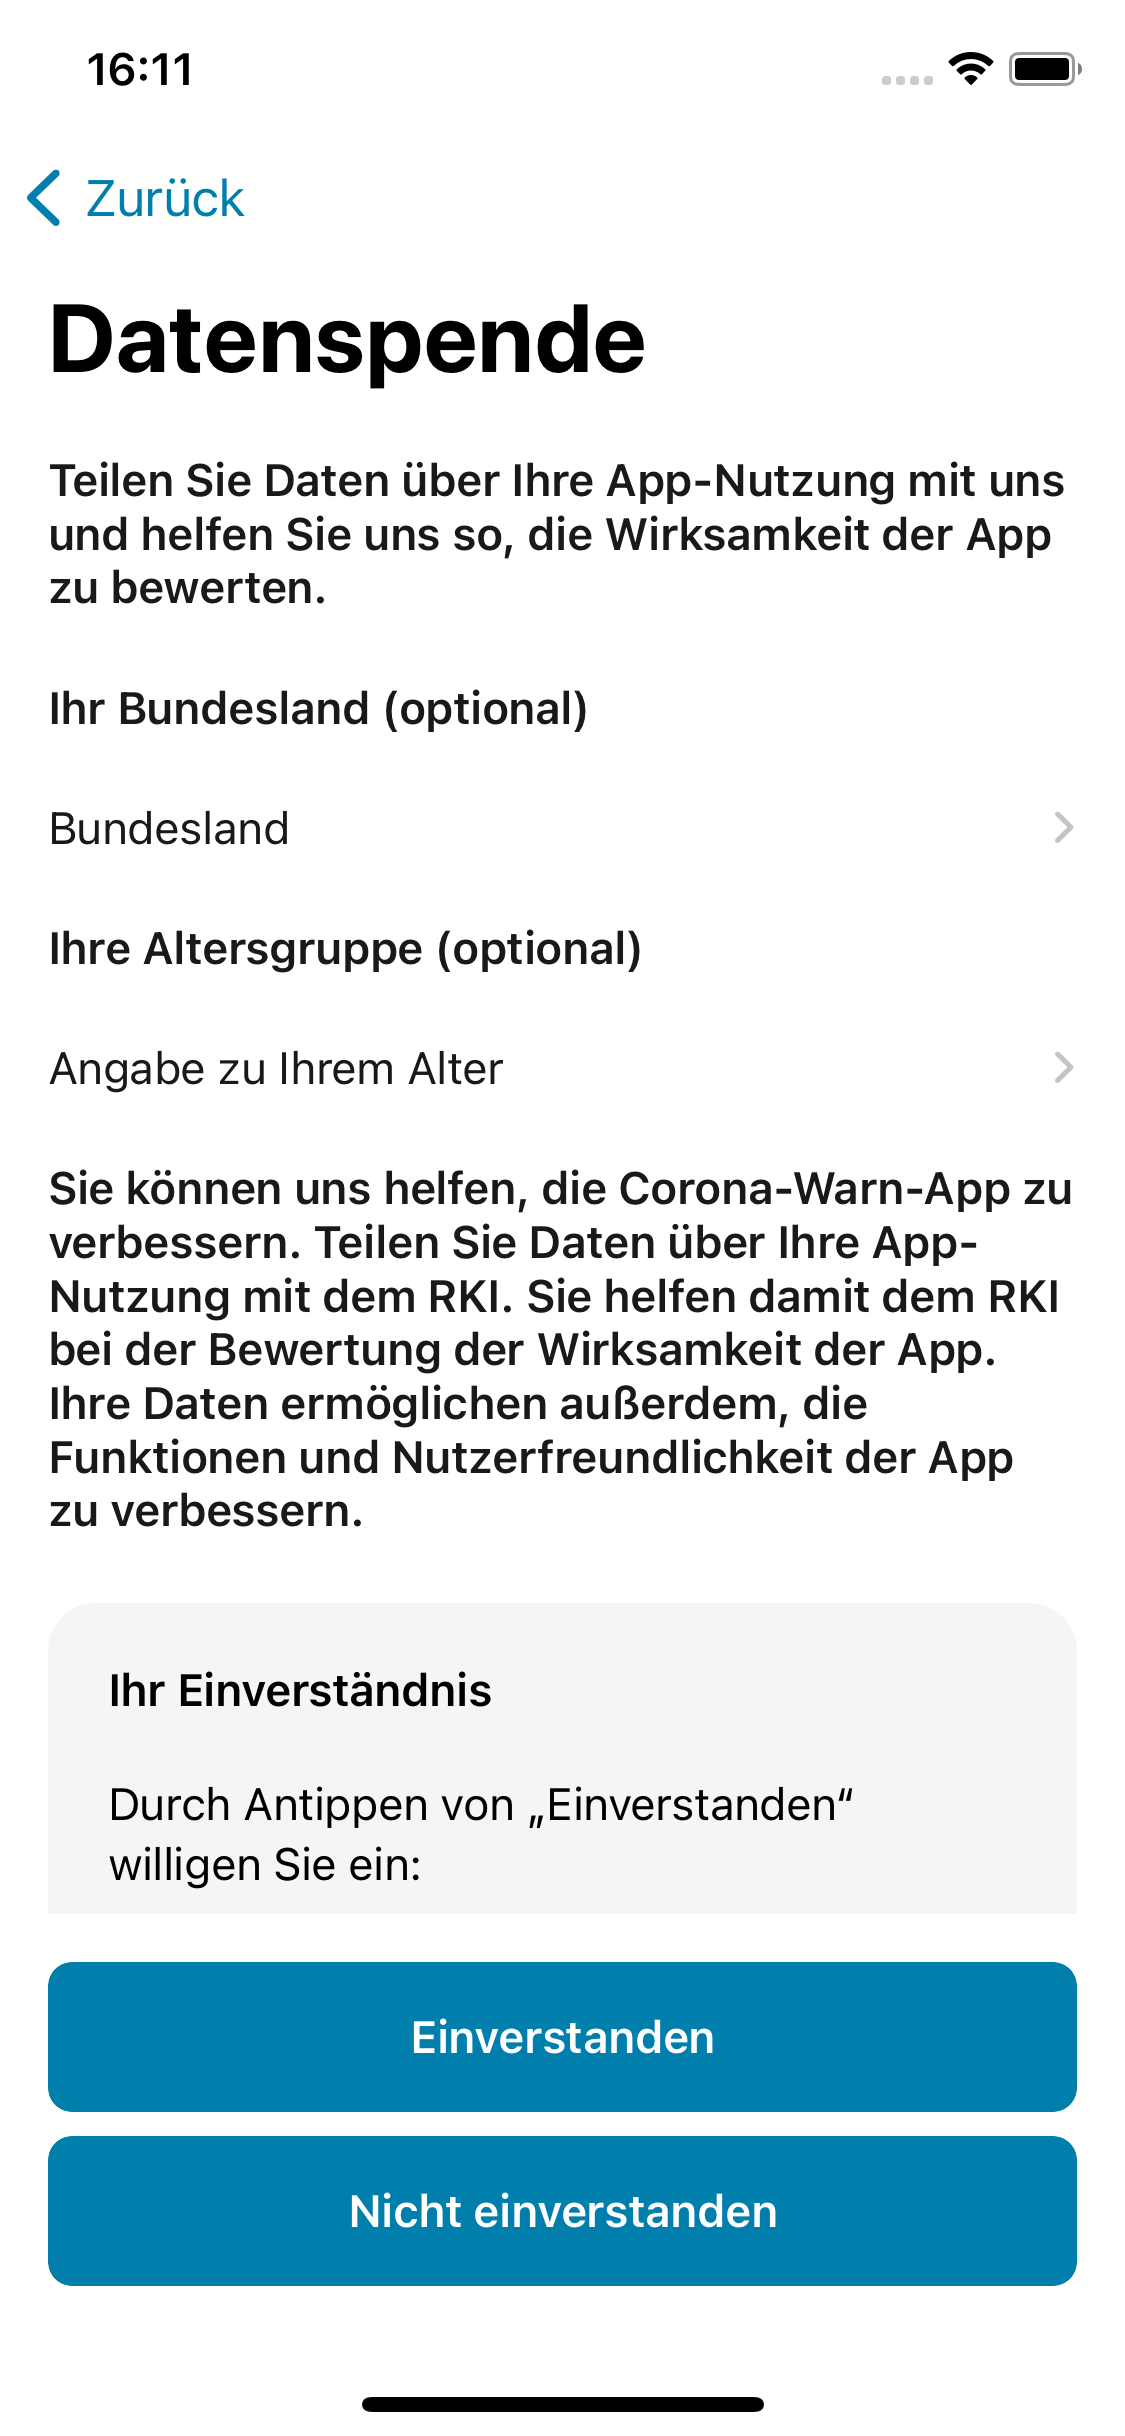 16:11
Zurück
Datenspende
Teilen Sie Daten über Ihre App-Nutzung mit uns
und helfen Sie uns so, die Wirksamkeit der App
zu bewerten.
Ihr Bundesland (optional)
Bundesland
Ihre Altersgruppe (optional)
Angabe zu Ihrem Alter
Sie können uns helfen, die Corona-Warn-App zu
verbessern. Teilen Sie Daten über Ihre App-
Nutzung mit dem RKI. Sie helfen damit dem RKI
bei der Bewertung der Wirksamkeit der App.
Ihre Daten ermöglichen außerdem, die
Funktionen und Nutzerfreundlichkeit der App
zu verbessern.
Ihr Einverständnis
Durch Antippen von „Einverstanden“
willigen Sie ein:
Einverstanden
Nicht einverstanden